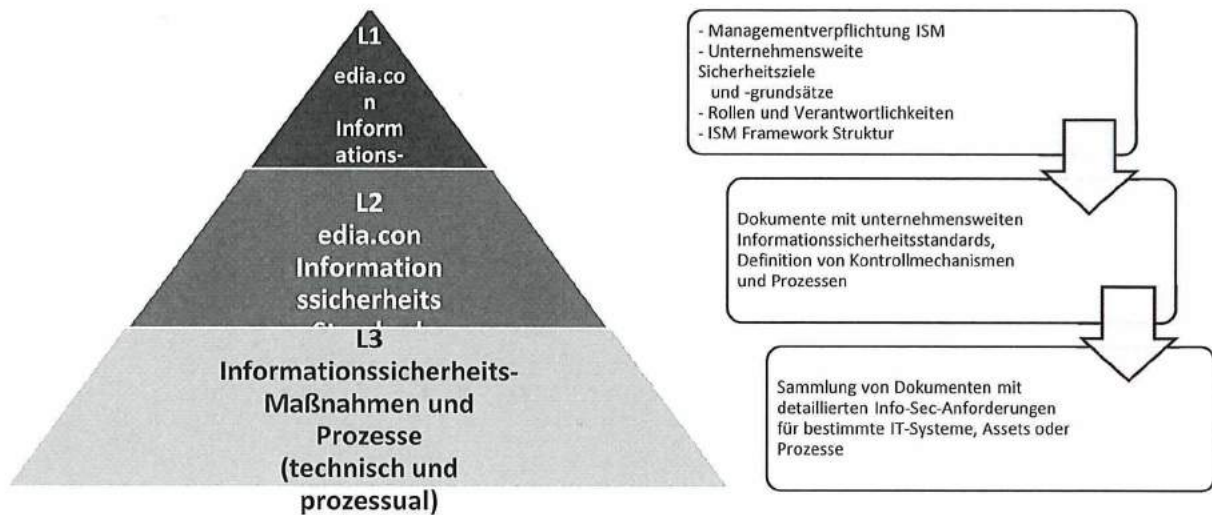 L1
edia.co
n
Inform
ations-
L2
edia.con
Information
ssicherheits
L3
Informationssicherheits-
Maßnahmen und
Prozesse
(technisch und
prozessual)
- Managementverpflichtung ISM
- Unternehmensweite
Sicherheitsziele
und -grundsätze
- Rollen und Verantwortlichkeiten
- ISM Framework Struktur
Dokumente mit unternehmensweiten
Informationssicherheitsstandards,
Definition von Kontrollmechanismen
und Prozessen
Sammlung von Dokumenten mit
detaillierten Info-Sec-Anforderungen
für bestimmte IT-Systeme, Assets oder
Prozesse